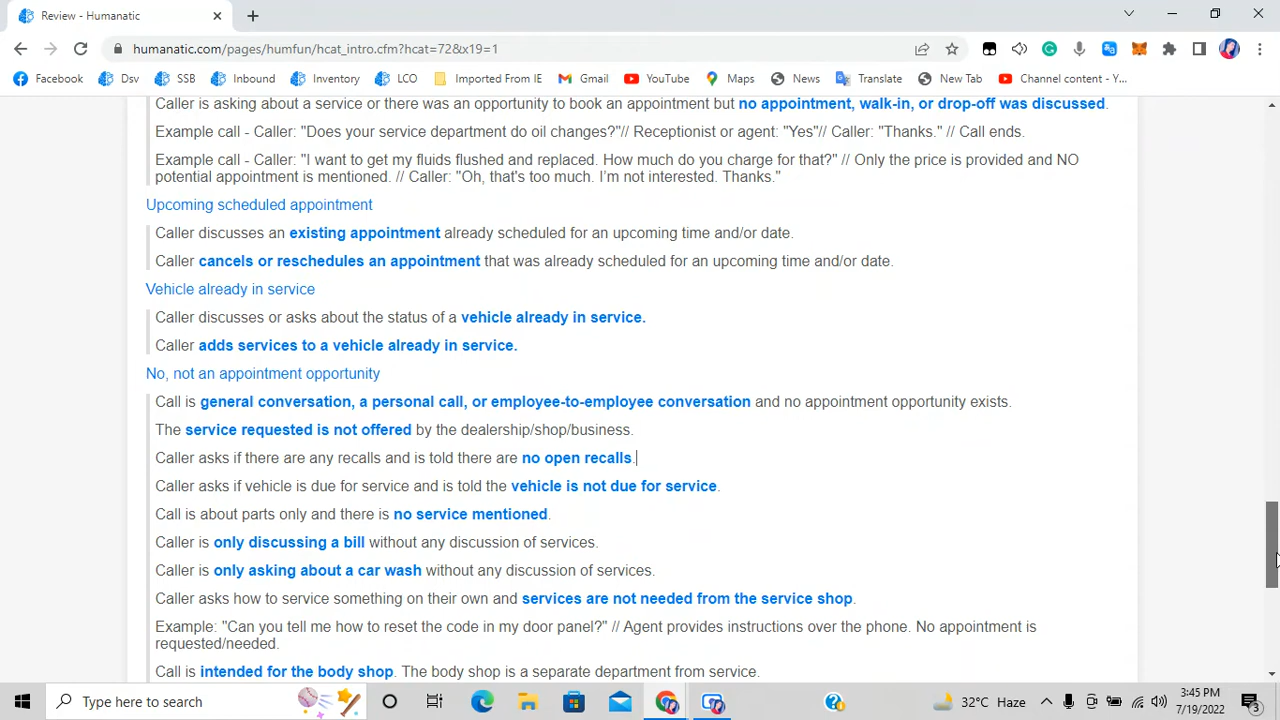 Review - Humanatic
humanatic.com/pages/humfun/hcat_intro.cfm?hcat=72&x19=1
Facebook Dsv SSB Inbound Inventory LCO Imported From IE Gmail YouTube Maps News Translate New Tab Channel content - Y...
Caller is asking about a service or there was an opportunity to book an appointment but no appointment, walk-in, or drop-off was discussed.
Example call - Caller: "Does your service department do oil changes?"// Receptionist or agent: "Yes"// Caller: "Thanks." // Call ends.
Example call - Caller: "I want to get my fluids flushed and replaced. How much do you charge for that?" // Only the price is provided and NO
potential appointment is mentioned. // Caller: "Oh, that's too much. I'm not interested. Thanks."
Upcoming scheduled appointment
Caller discusses an existing appointment already scheduled for an upcoming time and/or date.
Caller cancels or reschedules an appointment that was already scheduled for an upcoming time and/or date.
Vehicle already in service
Caller discusses or asks about the status of a vehicle already in service.
Caller adds services to a vehicle already in service.
No, not an appointment opportunity
Call is general conversation, a personal call, or employee-to-employee conversation and no appointment opportunity exists.
The service requested is not offered by the dealership/shop/business.
Caller asks if there are any recalls and is told there are no open recalls.
Caller asks if vehicle is due for service and is told the vehicle is not due for service.
Call is about parts only and there is no service mentioned.
Caller is only discussing a bill without any discussion of services.
Caller is only asking about a car wash without any discussion of services.
Caller asks how to service something on their own and services are not needed from the service shop.
Example: "Can you tell me how to reset the code in my door panel?" // Agent provides instructions over the phone. No appointment is
requested/needed.
Call is intended for the body shop. The body shop is a separate department from service.
Type here to search
32°C Haze
3:45 PM
7/19/2022
3